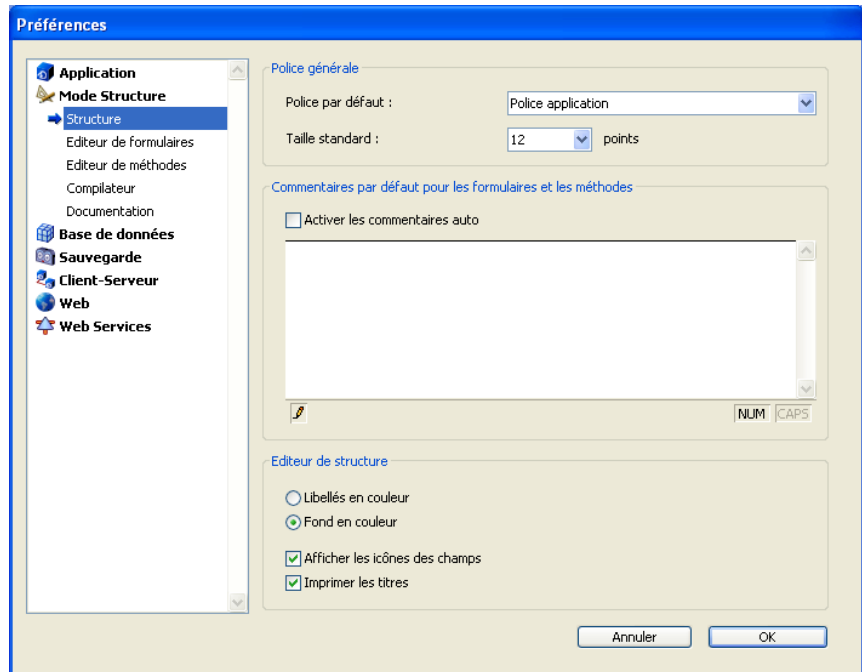 Préférences
Application
Mode Structure
Structure
Editeur de formulaires
Editeur de méthodes
Compilateur
Documentation
Base de données
Sauvegarde
Client-Serveur
Web
Web Services
Police générale
Police par défaut : Police application
Taille standard : 12 points
Commentaires par défaut pour les formulaires et les méthodes
Activer les commentaires auto
NUM CAPS
Editeur de structure
Libellés en couleur
Fond en couleur
Afficher les icônes des champs
Imprimer les titres
Annuler OK